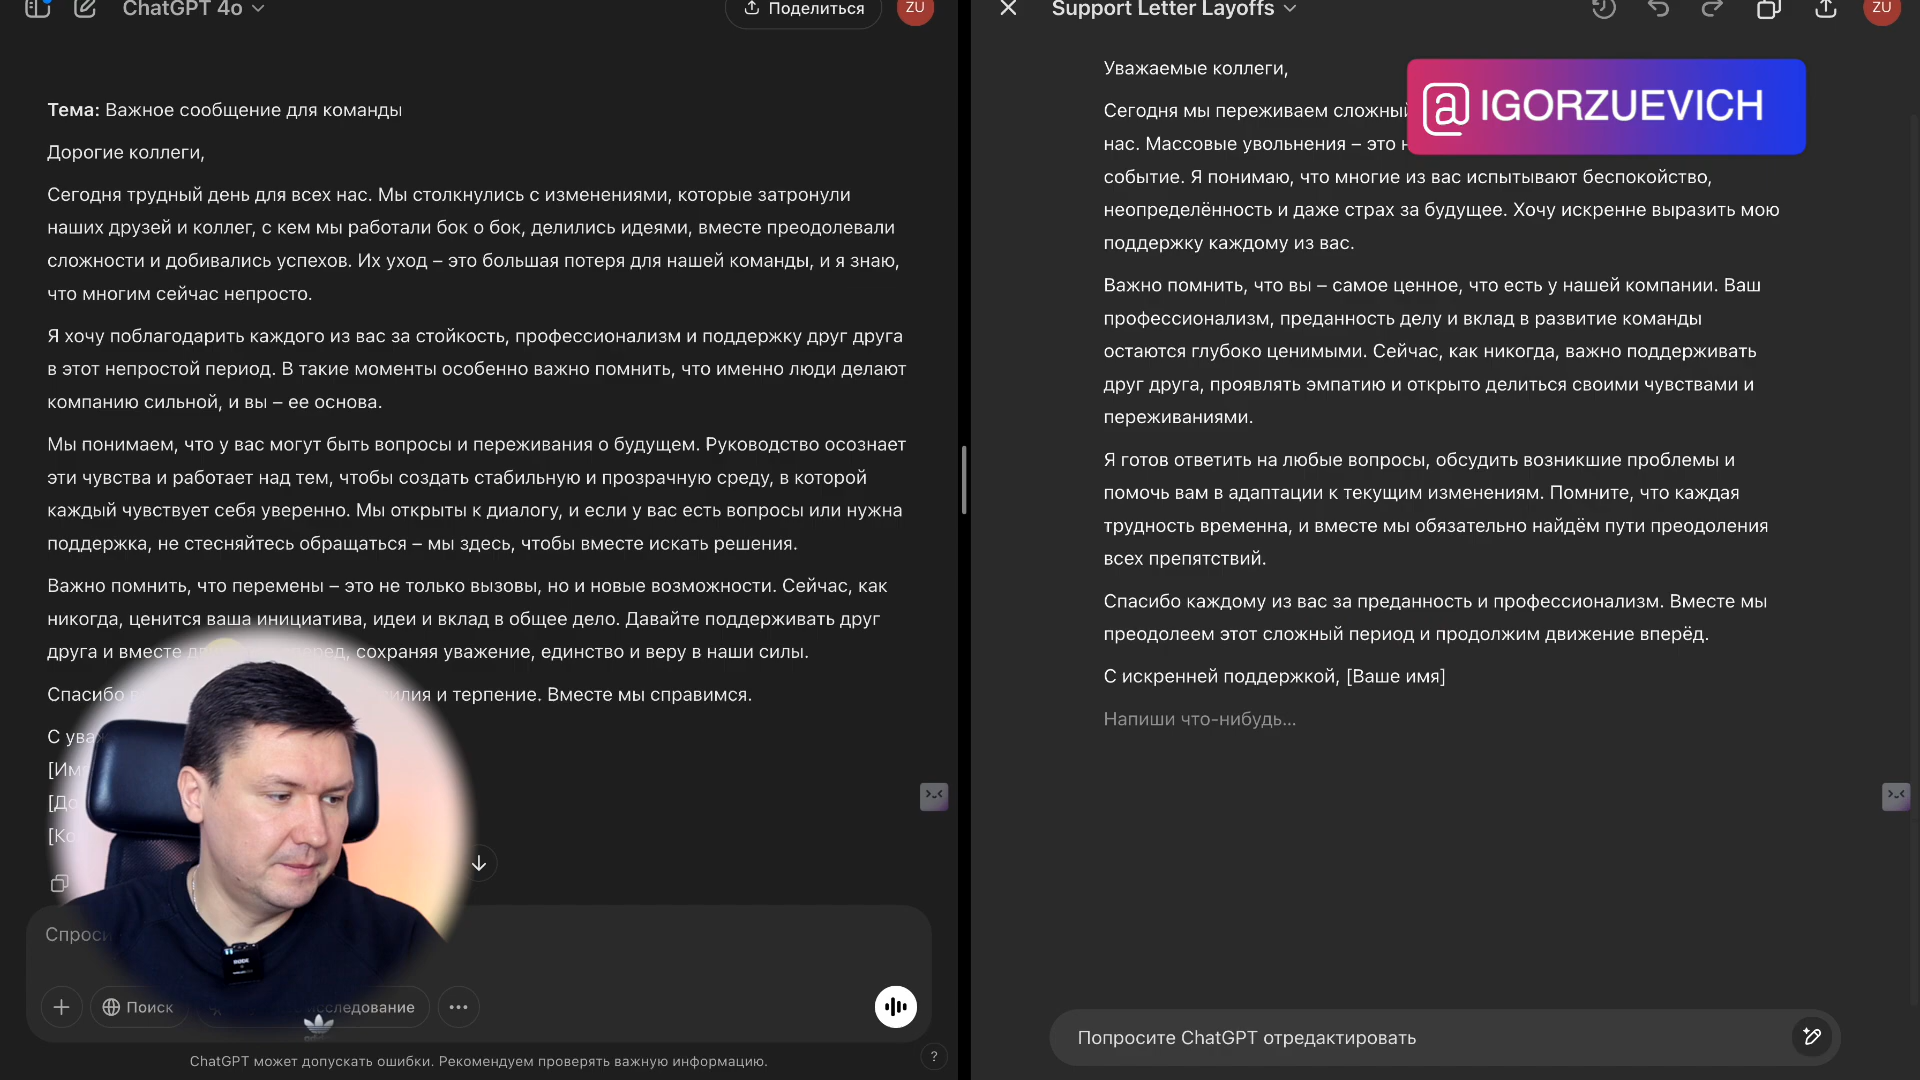 ChatGPT 4o
Поделиться
ZU
Тема: Важное сообщение для команды
Дорогие коллеги,
Сегодня трудный день для всех нас. Мы столкнулись с изменениями, которые затронули
наших друзей и коллег, с кем мы работали бок о бок, делились идеями, вместе преодолевали
сложности и добивались успехов. Их уход – это большая потеря для нашей команды, и я знаю,
что многим сейчас непросто.
Я хочу поблагодарить каждого из вас за стойкость, профессионализм и поддержку друг друга
в этот непростой период. В такие моменты особенно важно помнить, что именно люди делают
компанию сильной, и вы – ее основа.
Мы понимаем, что у вас могут быть вопросы и переживания о будущем. Руководство осознает
эти чувства и работает над тем, чтобы создать стабильную и прозрачную среду, в которой
каждый чувствует себя уверенно. Мы открыты к диалогу, и если у вас есть вопросы или нужна
поддержка, не стесняйтесь обращаться – мы здесь, чтобы вместе искать решения.
Важно помнить, что перемены – это не только вызовы, но и новые возможности. Сейчас, как
никогда, ценится ваша инициатива, идеи и вклад в общее дело. Давайте поддерживать друг
друга и вместе вперед, сохраняя уважение, единство и веру в наши силы.
Спасибо и терпение. Вместе мы справимся.
С
Поиск
ChatGPT может допускать ошибки. Рекомендуем проверять важную информацию.
?
Support Letter Layoffs
ZU
@IGORZUEVICH
Уважаемые коллеги,
Сегодня мы переживаем сложный
нас. Массовые увольнения – это
событие. Я понимаю, что многие из вас испытывают беспокойство,
неопределённость и даже страх за будущее. Хочу искренне выразить мою
поддержку каждому из вас.
Важно помнить, что вы – самое ценное, что есть у нашей компании. Ваш
профессионализм, преданность делу и вклад в развитие команды
остаются глубоко ценимыми. Сейчас, как никогда, важно поддерживать
друг друга, проявлять эмпатию и открыто делиться своими чувствами и
переживаниями.
Я готов ответить на любые вопросы, обсудить возникшие проблемы и
помочь вам в адаптации к текущим изменениям. Помните, что каждая
трудность временна, и вместе мы обязательно найдём пути преодоления
всех препятствий.
Спасибо каждому из вас за преданность и профессионализм. Вместе мы
преодолеем этот сложный период и продолжим движение вперёд.
С искренней поддержкой, [Ваше имя]
Напиши что-нибудь...
Попросите ChatGPT отредактировать